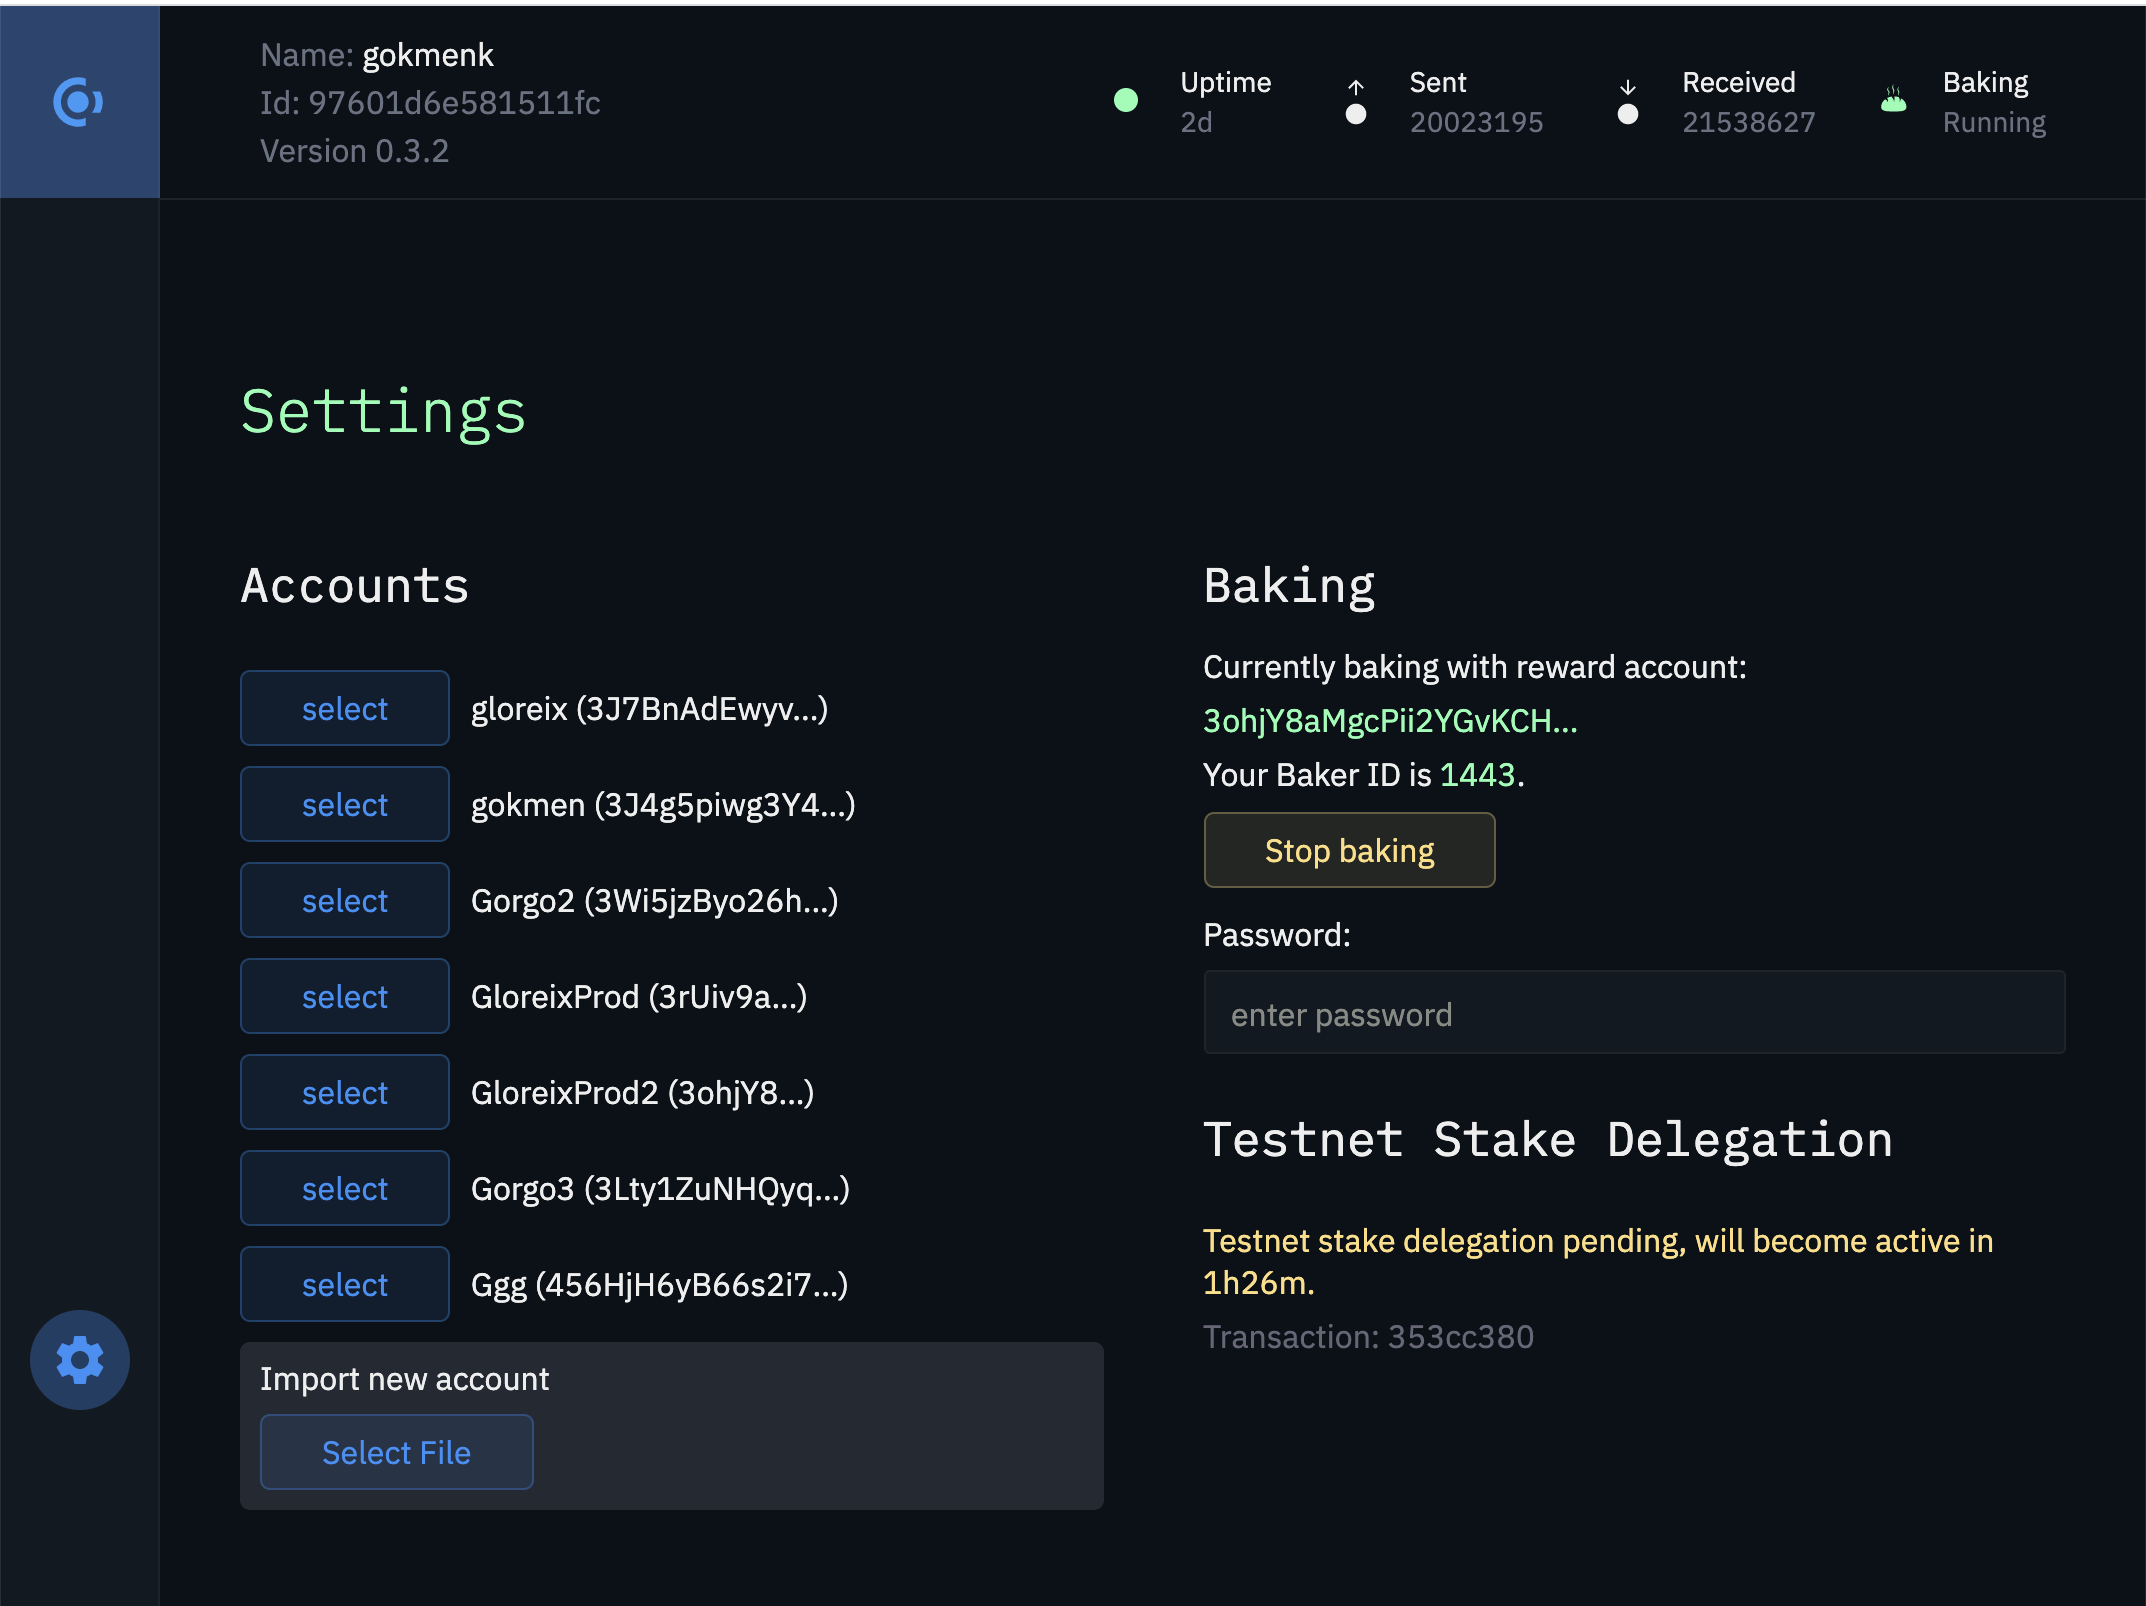 Name: gokmenk
Id: 97601d6e581511fc
Version 0.3.2
Uptime
2d
Sent
20023195
Received
21538627
Baking
Running
Settings
Accounts
select gloreix (3J7BnAdEwyv...)
select gokmen (3J4g5piwg3Y4...)
select Gorgo2 (3Wi5jzByo26h...)
select GloreixProd (3rUiv9a...)
select GloreixProd2 (3ohjY8...)
select Gorgo3 (3Lty1ZuNHQyq...)
select Ggg (456HjH6yB66s2i7...)
Import new account
Select File
Baking
Currently baking with reward account:
3ohjY8aMgcPii2YGvKCH...
Your Baker ID is 1443.
Stop baking
Password:
enter password
Testnet Stake Delegation
Testnet stake delegation pending, will become active in
1h26m.
Transaction: 353cc380